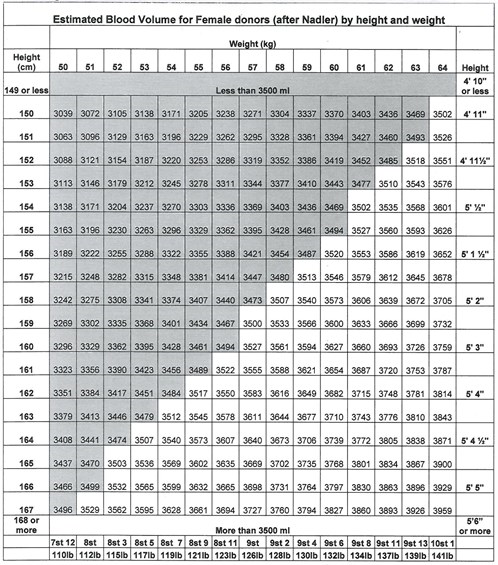 Estimated Blood Volume for Female donors (after Nadler) by height and weight
Weight (kg)
Height (cm) 50 51 52 53 54 55 56 57 58 59 60 61 62 63 64 Height
149 or less Less than 3500 ml 4' 10" or less
150 3039 3072 3105 3138 3171 3205 3238 3271 3304 3337 3370 3403 3436 3469 3502 4' 11"
151 3063 3096 3129 3163 3196 3229 3262 3295 3328 3361 3394 3427 3460 3493 3526
152 3088 3121 3154 3187 3220 3253 3286 3319 3352 3386 3419 3452 3485 3518 3551 4' 11½"
153 3113 3146 3179 3212 3245 3278 3311 3344 3377 3410 3443 3477 3510 3543 3576
154 3138 3171 3204 3237 3270 3303 3336 3369 3403 3436 3469 3502 3535 3568 3601 5' ½"
155 3163 3196 3230 3263 3296 3329 3362 3395 3428 3461 3494 3527 3560 3593 3626
156 3189 3222 3255 3288 3322 3355 3388 3421 3454 3487 3520 3553 3586 3619 3652 5' 1 ½"
157 3215 3248 3282 3315 3348 3381 3414 3447 3480 3513 3546 3579 3612 3645 3678
158 3242 3275 3308 3341 3374 3407 3440 3473 3507 3540 3573 3606 3639 3672 3705 5' 2"
159 3269 3302 3335 3368 3401 3434 3467 3500 3533 3566 3600 3633 3666 3699 3732
160 3296 3329 3362 3395 3428 3461 3494 3527 3561 3594 3627 3660 3693 3726 3759 5' 3"
161 3323 3356 3390 3423 3456 3489 3522 3555 3588 3621 3654 3687 3720 3753 3787
162 3351 3384 3417 3451 3484 3517 3550 3583 3616 3649 3682 3715 3748 3781 3814 5' 4"
163 3379 3413 3446 3479 3512 3545 3578 3611 3644 3677 3710 3743 3776 3810 3843
164 3408 3441 3474 3507 3540 3573 3607 3640 3673 3706 3739 3772 3805 3838 3871 5' 4 ½"
165 3437 3470 3503 3536 3569 3602 3635 3669 3702 3735 3768 3801 3834 3867 3900
166 3466 3499 3532 3565 3599 3632 3665 3698 3731 3764 3797 3830 3863 3896 3929 5' 5"
167 3496 3529 3562 3595 3628 3661 3694 3727 3760 3794 3827 3860 3893 3926 3959
168 or more More than 3500 ml 5'6" or more
7st 12 8st 8st 3 8st 5 8st 7 8st 9 8st 11 9st 9st 2 9st 4 9st 6 9st 9 9st 11 9st 13 10st 1
110lb 112lb 115lb 117lb 119lb 121lb 123lb 126lb 128lb 130lb 132lb 134lb 137lb 139lb 141lb